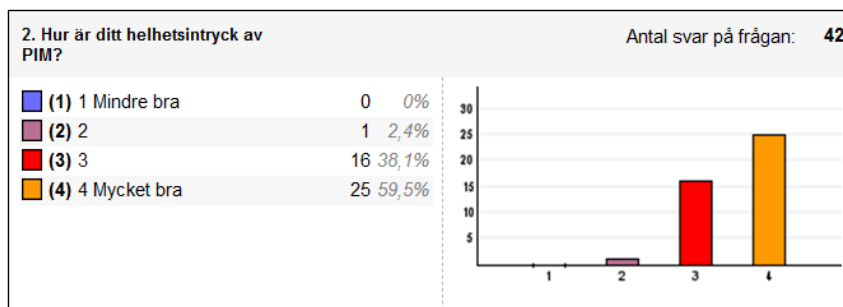 2. Hur är ditt helhetsintryck av
PIM?
Antal svar på frågan: 42
(1) 1 Mindre bra 0 0%
(2) 2 1 2,4%
(3) 3 16 38,1%
(4) 4 Mycket bra 25 59,5%
30
25
20
15
10
5
1 2 3 4